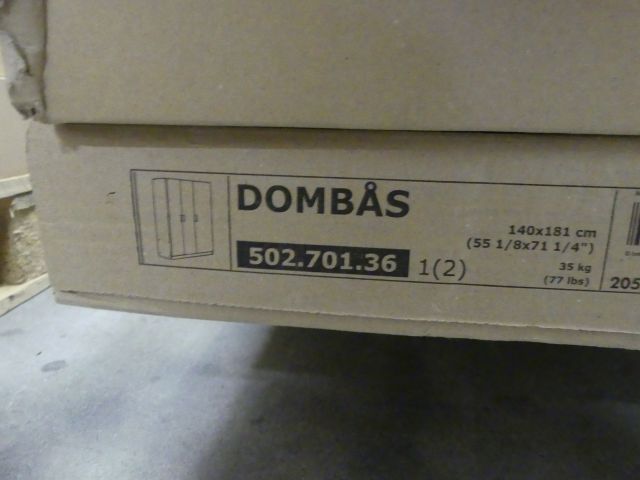 DOMBÅS
502.701.36 1(2)
140x181 cm
(55 1/8x71 1/4")
35 kg
(77 lbs)
205